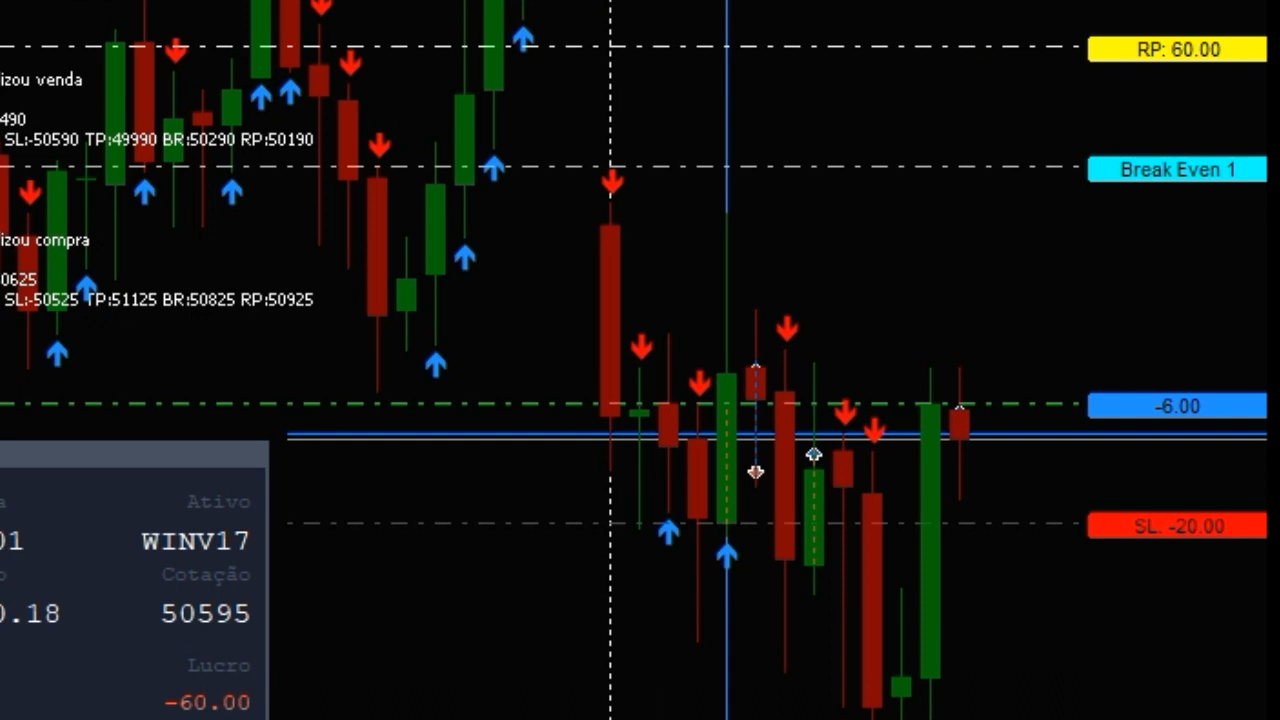 RP: 60.00
izou venda
490
SL:-50590 TP:49990 BR:50290 RP:50190
Break Even 1
izou compra
0625
SL:-50525 TP:51125 BR:50825 RP:50925
-6.00
a Ativo
01 WINV17
o Cotação
0.18 50595
Lucro
-60.00
SL. -20.00